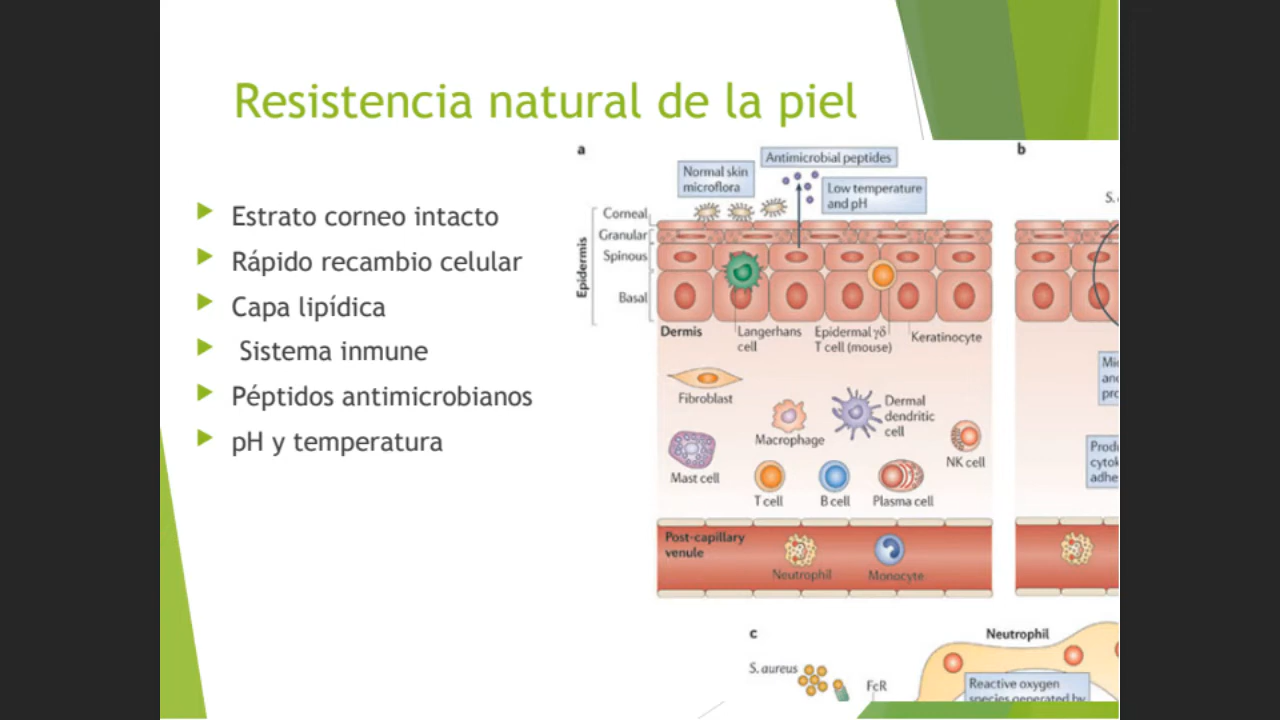 Resistencia natural de la piel
Estrato corneo intacto
Rápido recambio celular
Capa lipídica
Sistema inmune
Péptidos antimicrobianos
pH y temperatura
a
Antimicrobial peptides
Normal skin
microflora
Low temperature
and pH
Epidermis
Corneal
Granular
Spinous
Basal
Dermis
Langerhans
cell
Epidermal γδ
T cell (mouse)
Keratinocyte
Fibroblast
Macrophage
Dermal
dendritic
cell
NK cell
Mast cell
T cell
B cell
Plasma cell
Post-capillary
venule
Neutrophil
Monocyte
b
S.
c
Neutrophil
S. aureus
FcR
Reactive oxygen
species generated by